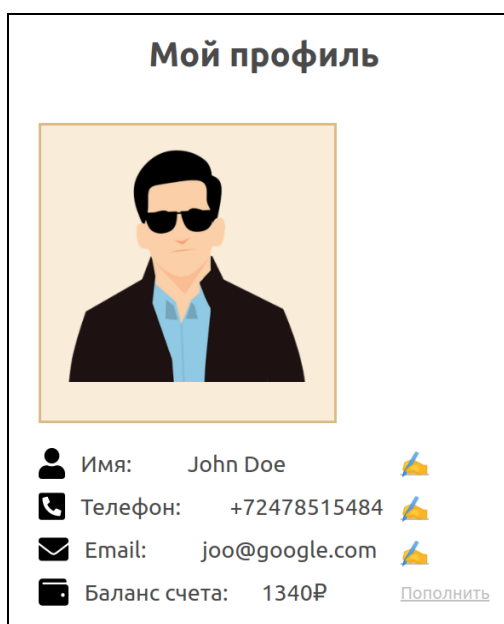 Мой профиль
Имя: John Doe
Телефон: +72478515484
Email: joo@google.com
Баланс счета: 1340₽ Пополнить